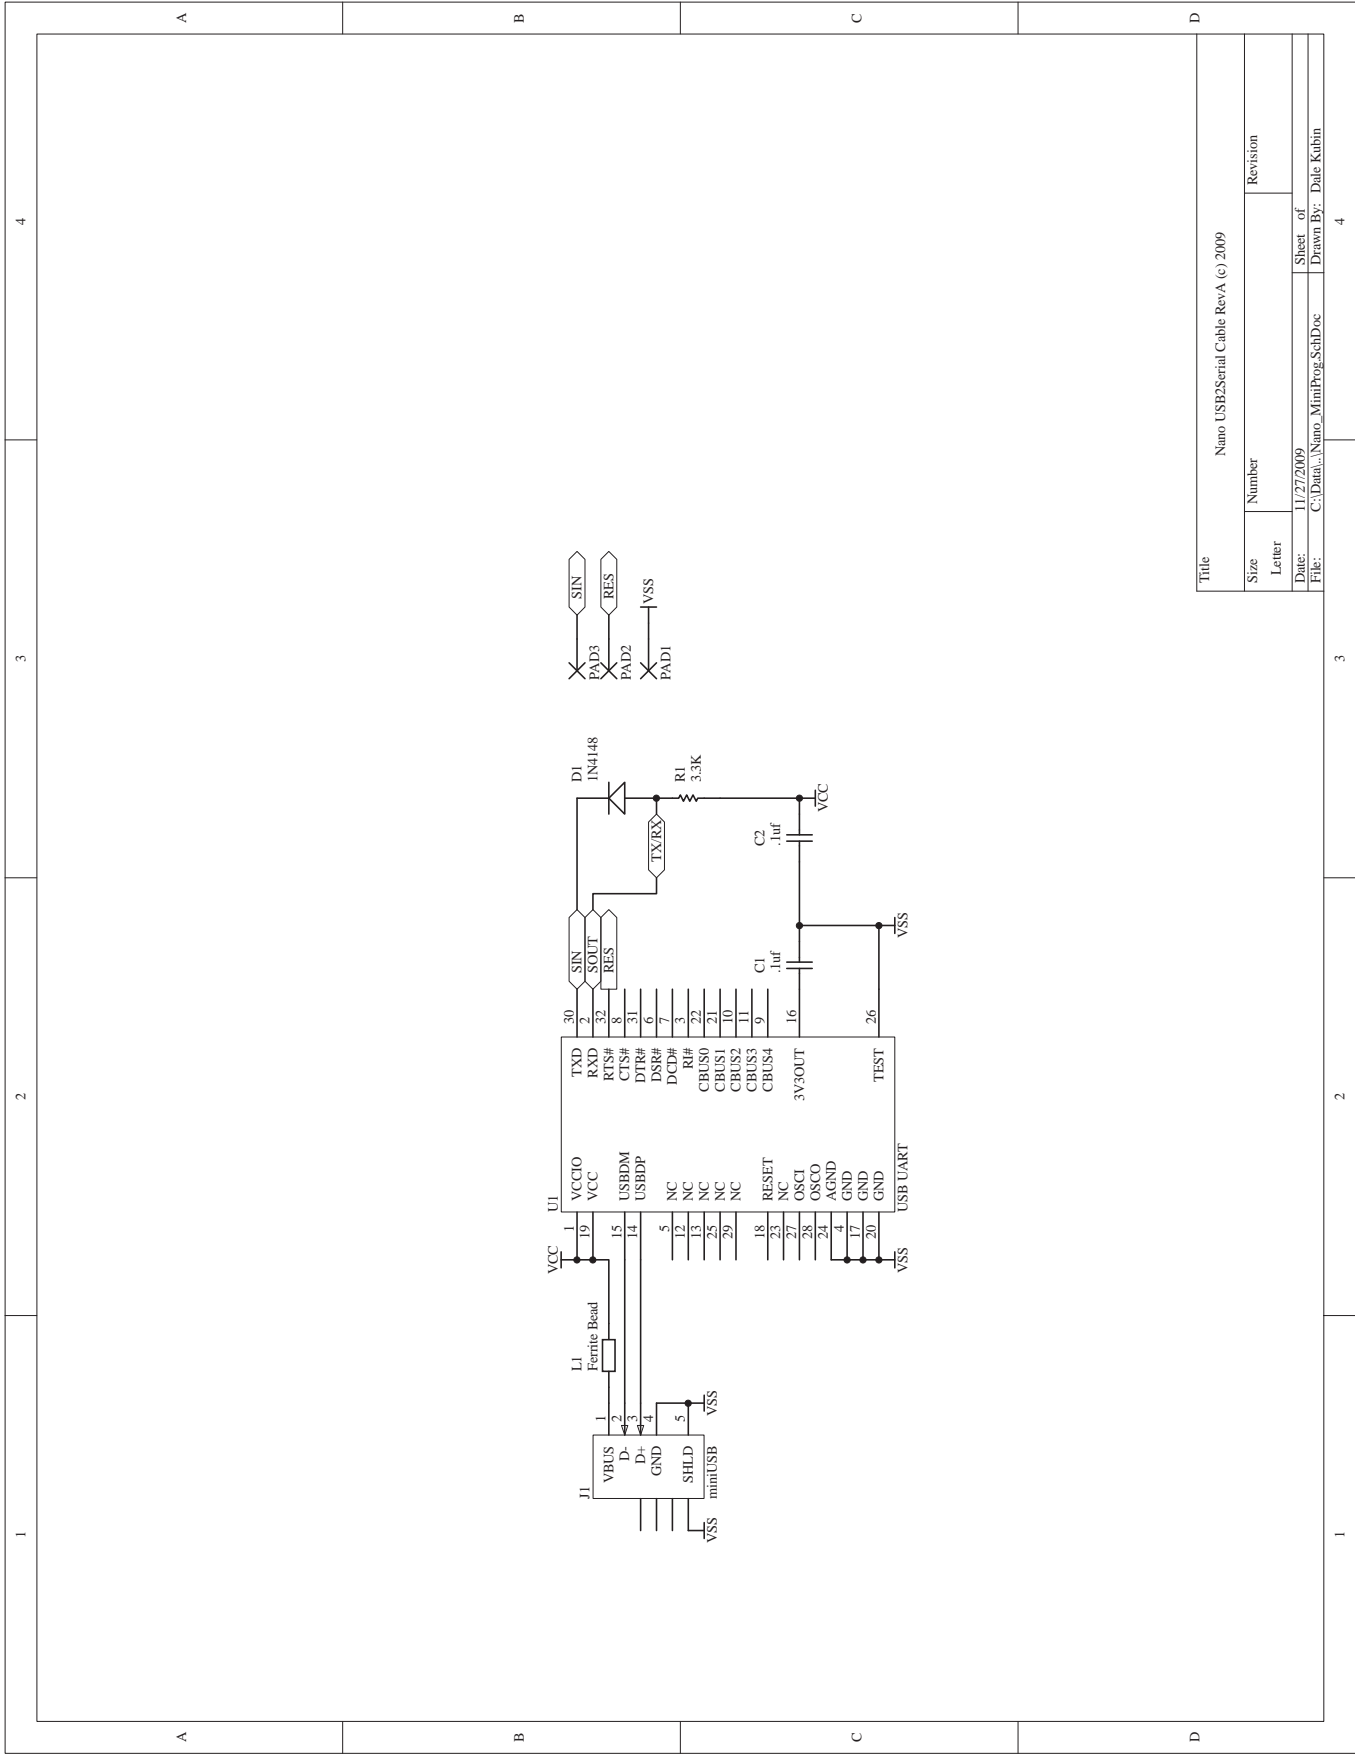 1
2
3
4
A
B
C
D
A
B
C
D
1
2
3
4
J1
VBUS
D-
D+
GND
SHLD
miniUSB
1
2
3
4
5
VSS
VSS
L1
Ferrite Bead
VCC
U1
1
19
15
14
5
12
13
25
29
18
23
27
28
24
4
17
20
VSS
VCCIO
VCC
USBDM
USBDP
NC
NC
NC
NC
NC
RESET
NC
OSCI
OSCO
AGND
GND
GND
GND
USB UART
TXD
RXD
RTS#
CTS#
DTR#
DSR#
DCD#
RI#
CBUS0
CBUS1
CBUS2
CBUS3
CBUS4
3V3OUT
TEST
30
2
32
8
31
6
7
3
22
21
10
11
9
16
26
SIN
SOUT
RES
C1
.1uf
VSS
TX/RX
C2
.1uf
D1
1N4148
R1
3.3K
VCC
PAD3
SIN
PAD2
RES
PAD1
VSS
Title
Nano USB2Serial Cable RevA (c) 2009
Size
Number
Revision
Letter
Date: 11/27/2009 Sheet of
File: C:\Data\..\Nano_MiniProg.SchDoc Drawn By: Dale Kubin